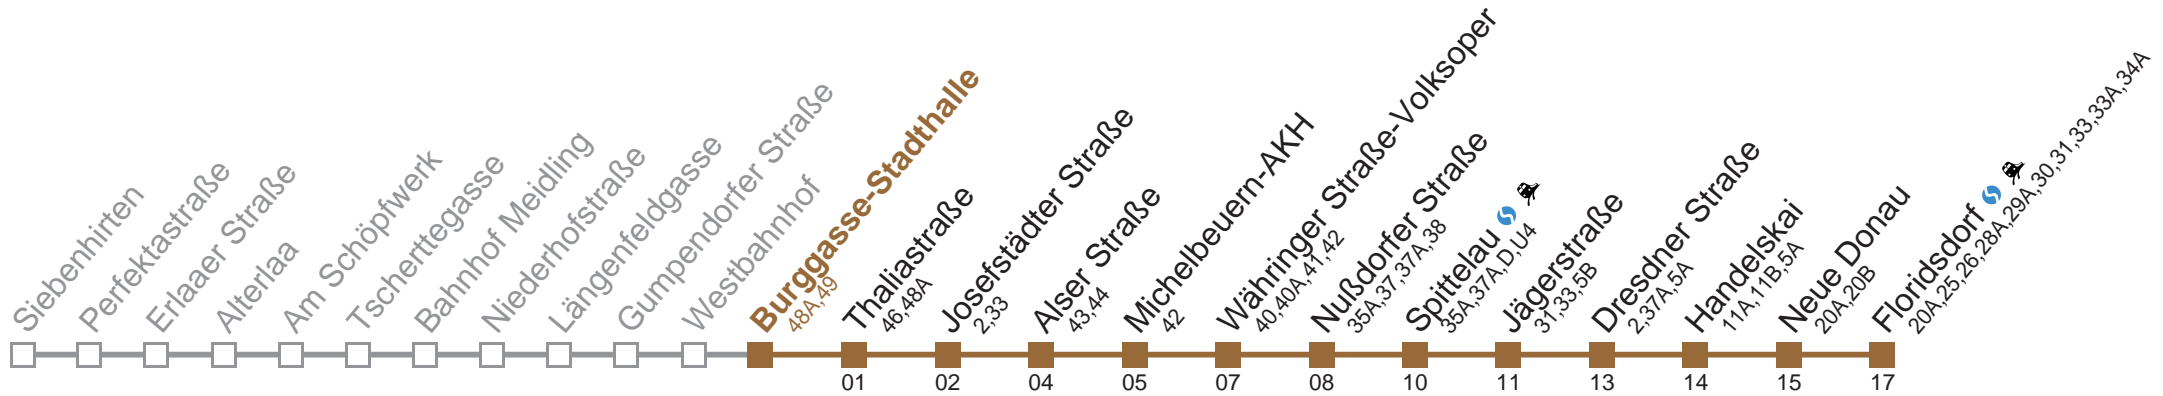 Siebenhirten
Perfektastraße
Erlaaer Straße
Alterlaa
Am Schöpfwerk
Tscherttegasse
Bahnhof Meidling
Niederhofstraße
Längenfeldgasse
Gumpendorfer Straße
Westbahnhof
Burggasse-Stadthalle
48A,49
Thaliastraße
46,48A
Josefstädter Straße
2,33
Alser Straße
43,44
Michelbeuern-AKH
42
Währinger Straße-Volksoper
40,40A,41,42
Nußdorfer Straße
35A,37,37A,38
Spittelau
35A,37A,D,U4
Jägerstraße
31,33,5B
Dresdner Straße
2,37A,5A
Handelskai
11A,11B,5A
Neue Donau
20A,20B
Floridsdorf
20A,25,26,28A,29A,30,31,33,33A,34A
01 02 04 05 07 08 10 11 13 14 15 17